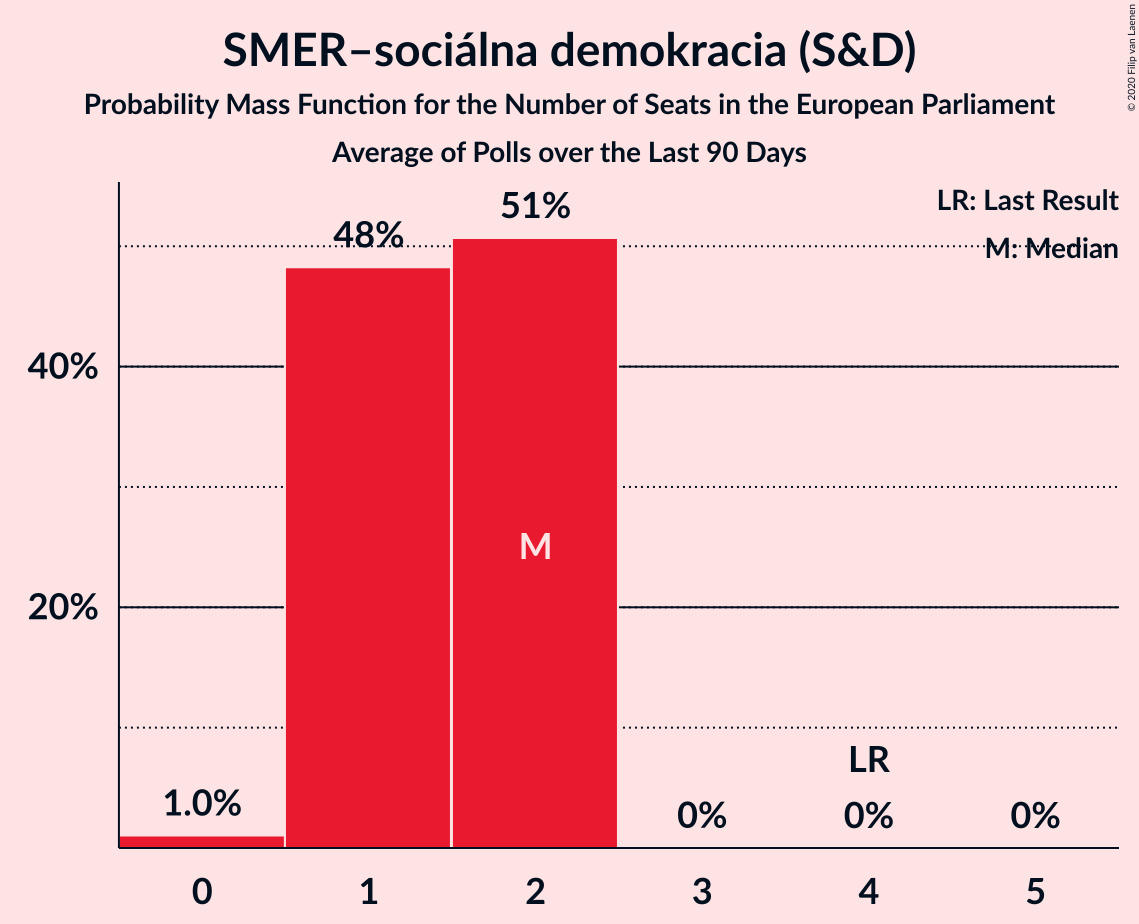 SMER–sociálna demokracia (S&D)
Probability Mass Function for the Number of Seats in the European Parliament
Average of Polls over the Last 90 Days
© 2020 Filip van Laenen
LR: Last Result
M: Median
51%
48%
40%
20%
M
LR
1.0%
0%
0%
0%
0
1
2
3
4
5